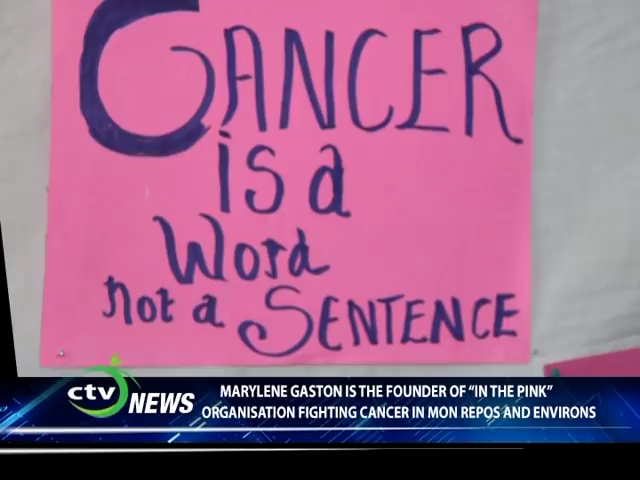 CANCER
is a
Word
not a SENTENCE
ctv NEWS
MARYLENE GASTON IS THE FOUNDER OF “IN THE PINK”
ORGANISATION FIGHTING CANCER IN MON REPOS AND ENVIRONS